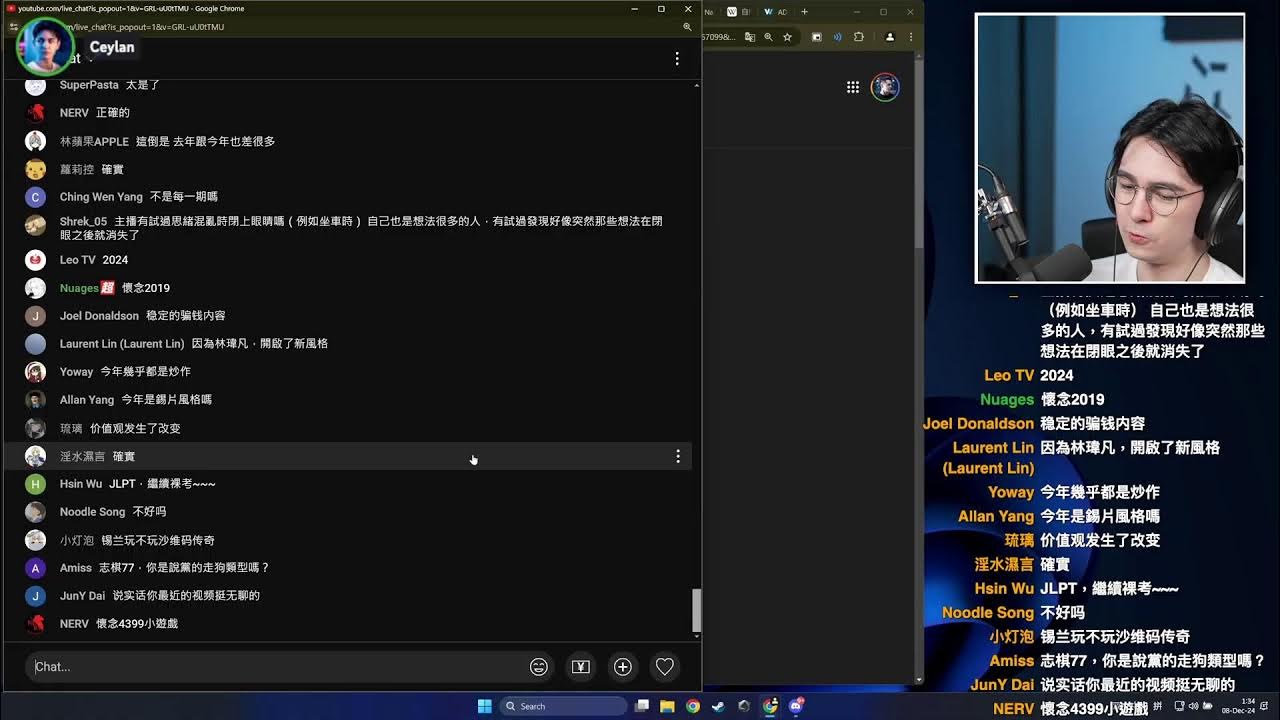 youtube.com/live_chat?is_popout=1&v=GRL-uU0tTMU - Google Chrome
om/live_chat?is_popout=1&v=GRL-uU0tTMU
Ceylan
SuperPasta 太是了
NERV 正確的
林蘋果APPLE 這倒是 去年跟今年也差很多
蘿莉控 確實
Ching Wen Yang 不是每一期嗎
Shrek_05 主播有試過思緒混亂時閉上眼睛嗎（例如坐車時） 自己也是想法很多的人，有試過發現好像突然那些想法在閉
眼之後就消失了
Leo TV 2024
Nuages超 懷念2019
Joel Donaldson 稳定的骗钱内容
Laurent Lin (Laurent Lin) 因為林瑋凡，開啟了新風格
Yoway 今年幾乎都是炒作
Allan Yang 今年是錫片風格嗎
琉璃 价值观发生了改变
淫水濕言 確實
Hsin Wu JLPT，繼續裸考~~~
Noodle Song 不好吗
小灯泡 锡兰玩不玩沙维码传奇
Amiss 志棋77，你是說黨的走狗類型嗎？
JunY Dai 说实话你最近的视频挺无聊的
NERV 懷念4399小遊戲
Chat...
67099&...
W AD
（例如坐車時） 自己也是想法很
多的人，有試過發現好像突然那些
想法在閉眼之後就消失了
Leo TV 2024
Nuages 懷念2019
Joel Donaldson 稳定的骗钱内容
Laurent Lin 因為林瑋凡，開啟了新風格
(Laurent Lin)
Yoway 今年幾乎都是炒作
Allan Yang 今年是錫片風格嗎
琉璃 价值观发生了改变
淫水濕言 確實
Hsin Wu JLPT，繼續裸考~~~
Noodle Song 不好吗
小灯泡 锡兰玩不玩沙维码传奇
Amiss 志棋77，你是說黨的走狗類型嗎？
JunY Dai 说实话你最近的视频挺无聊的
NERV 懷念4399小遊戲
Search
拼
1:34
08-Dec-24